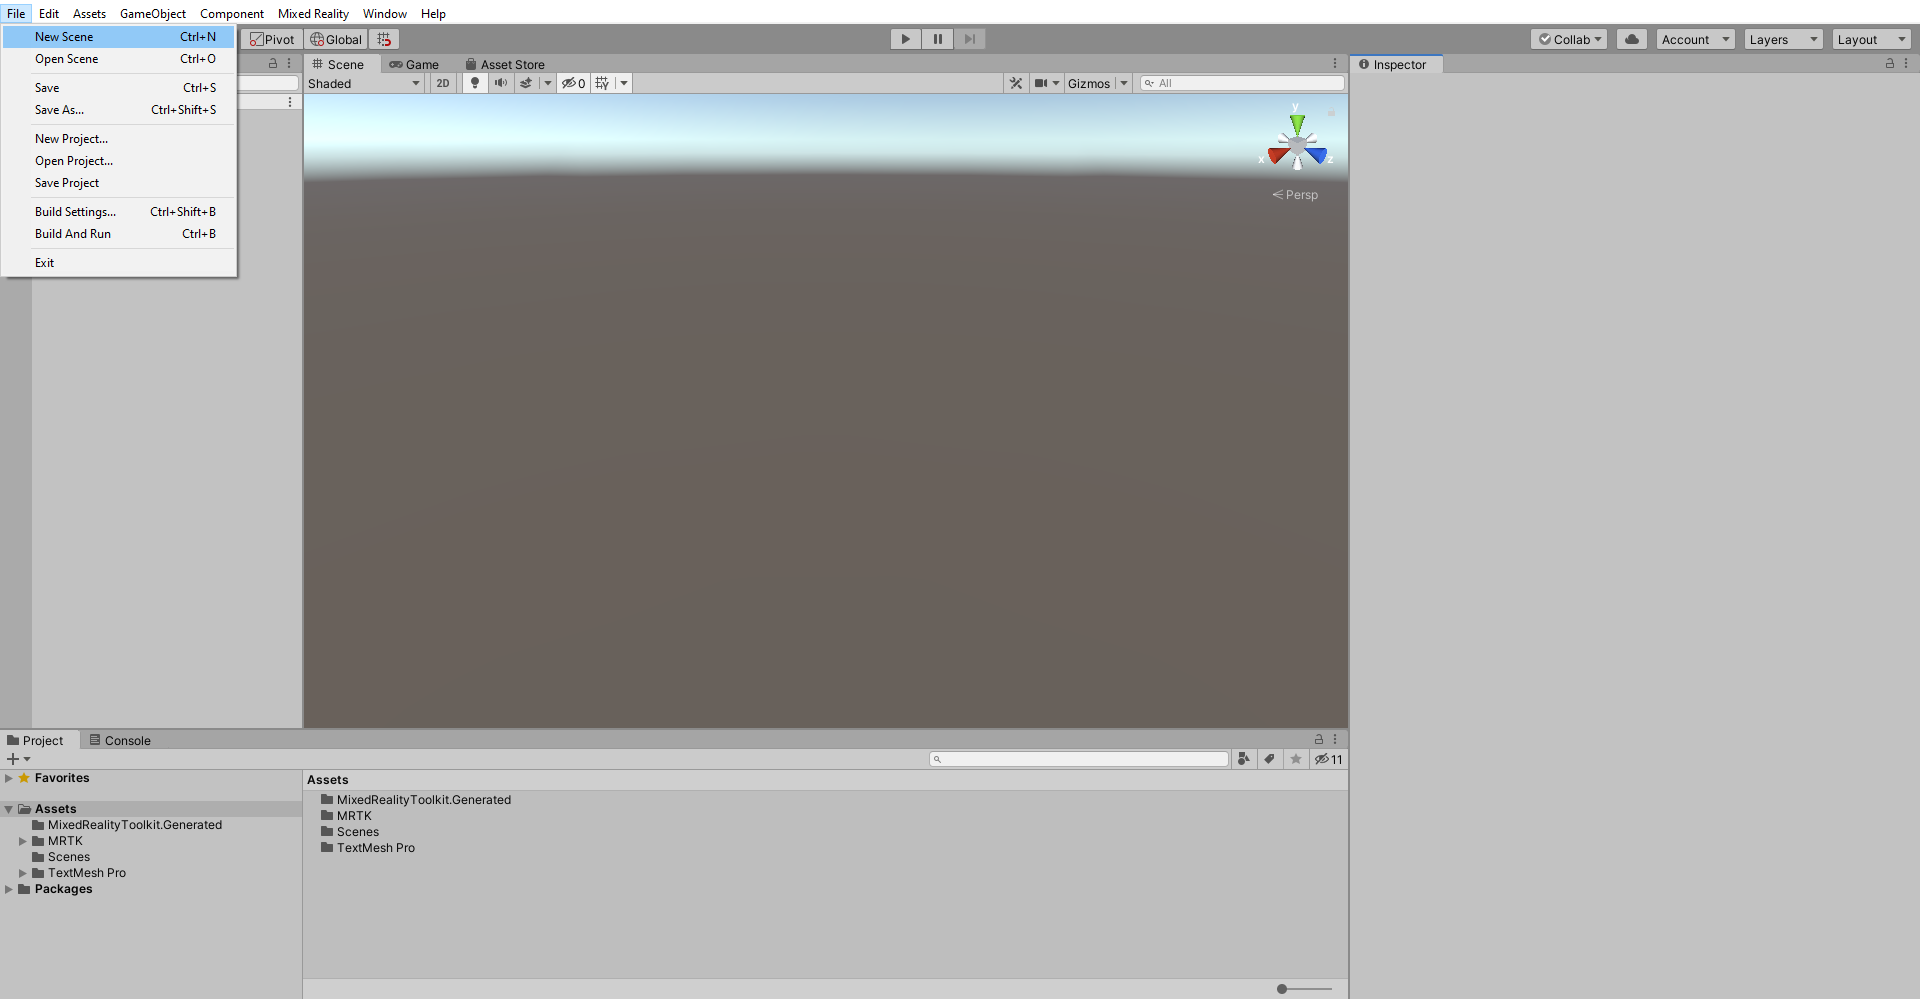 File Edit Assets GameObject Component Mixed Reality Window Help
New Scene Ctrl+N
Open Scene Ctrl+O
Save Ctrl+S
Save As... Ctrl+Shift+S
New Project...
Open Project...
Save Project
Build Settings... Ctrl+Shift+B
Build And Run Ctrl+B
Exit
Pivot Global
Collab Account Layers Layout
Scene Game Asset Store
Shaded 2D 0 Gizmos All
y
x z
Persp
Inspector
Project Console
11
Favorites
Assets
MixedRealityToolkit.Generated
MRTK
Scenes
TextMesh Pro
Packages
Assets
MixedRealityToolkit.Generated
MRTK
Scenes
TextMesh Pro